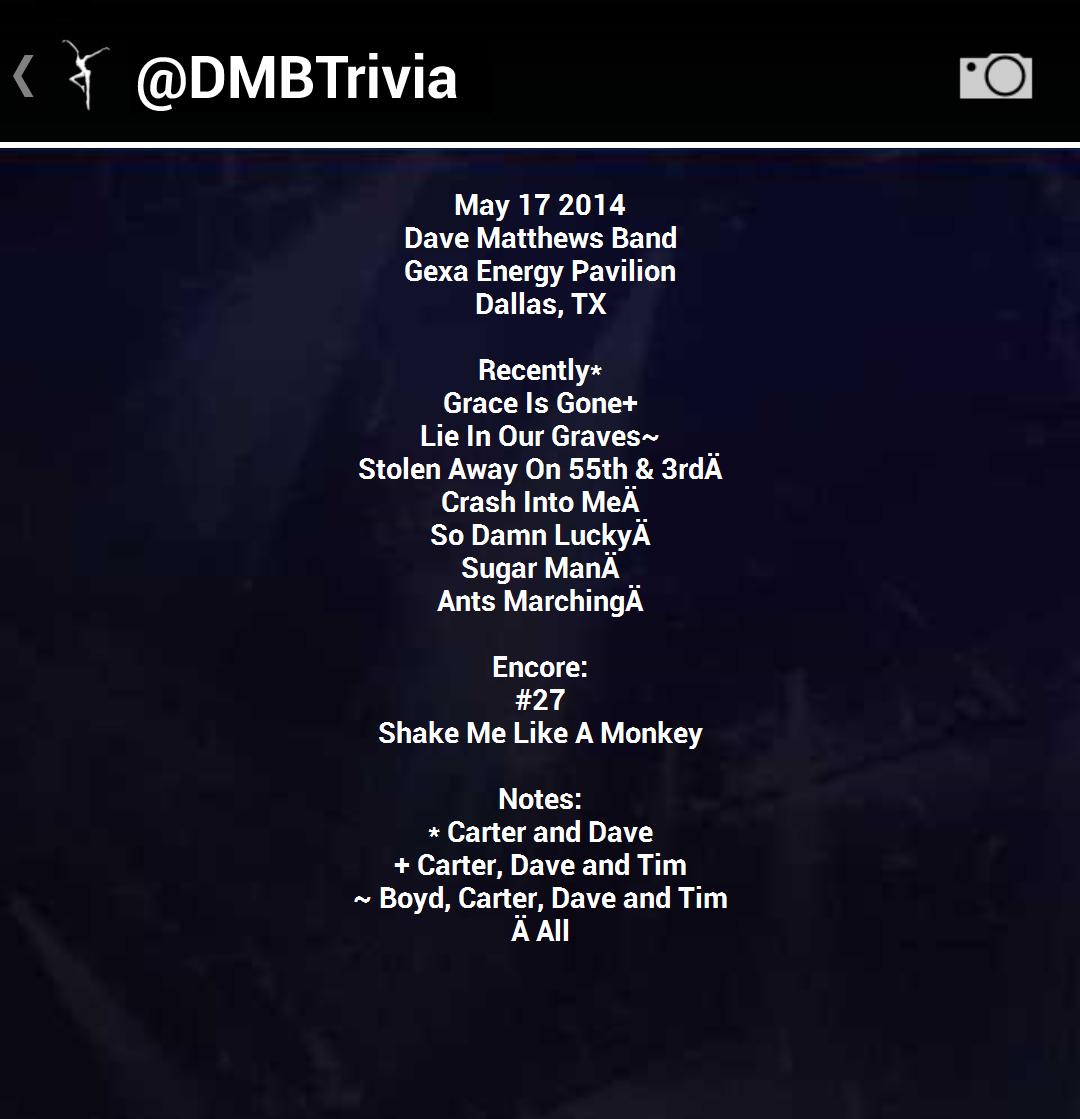 @DMBTrivia
May 17 2014
Dave Matthews Band
Gexa Energy Pavilion
Dallas, TX
Recently*
Grace Is Gone+
Lie In Our Graves~
Stolen Away On 55th & 3rdÄ
Crash Into MeÄ
So Damn LuckyÄ
Sugar ManÄ
Ants MarchingÄ
Encore:
#27
Shake Me Like A Monkey
Notes:
* Carter and Dave
+ Carter, Dave and Tim
~ Boyd, Carter, Dave and Tim
Ä All